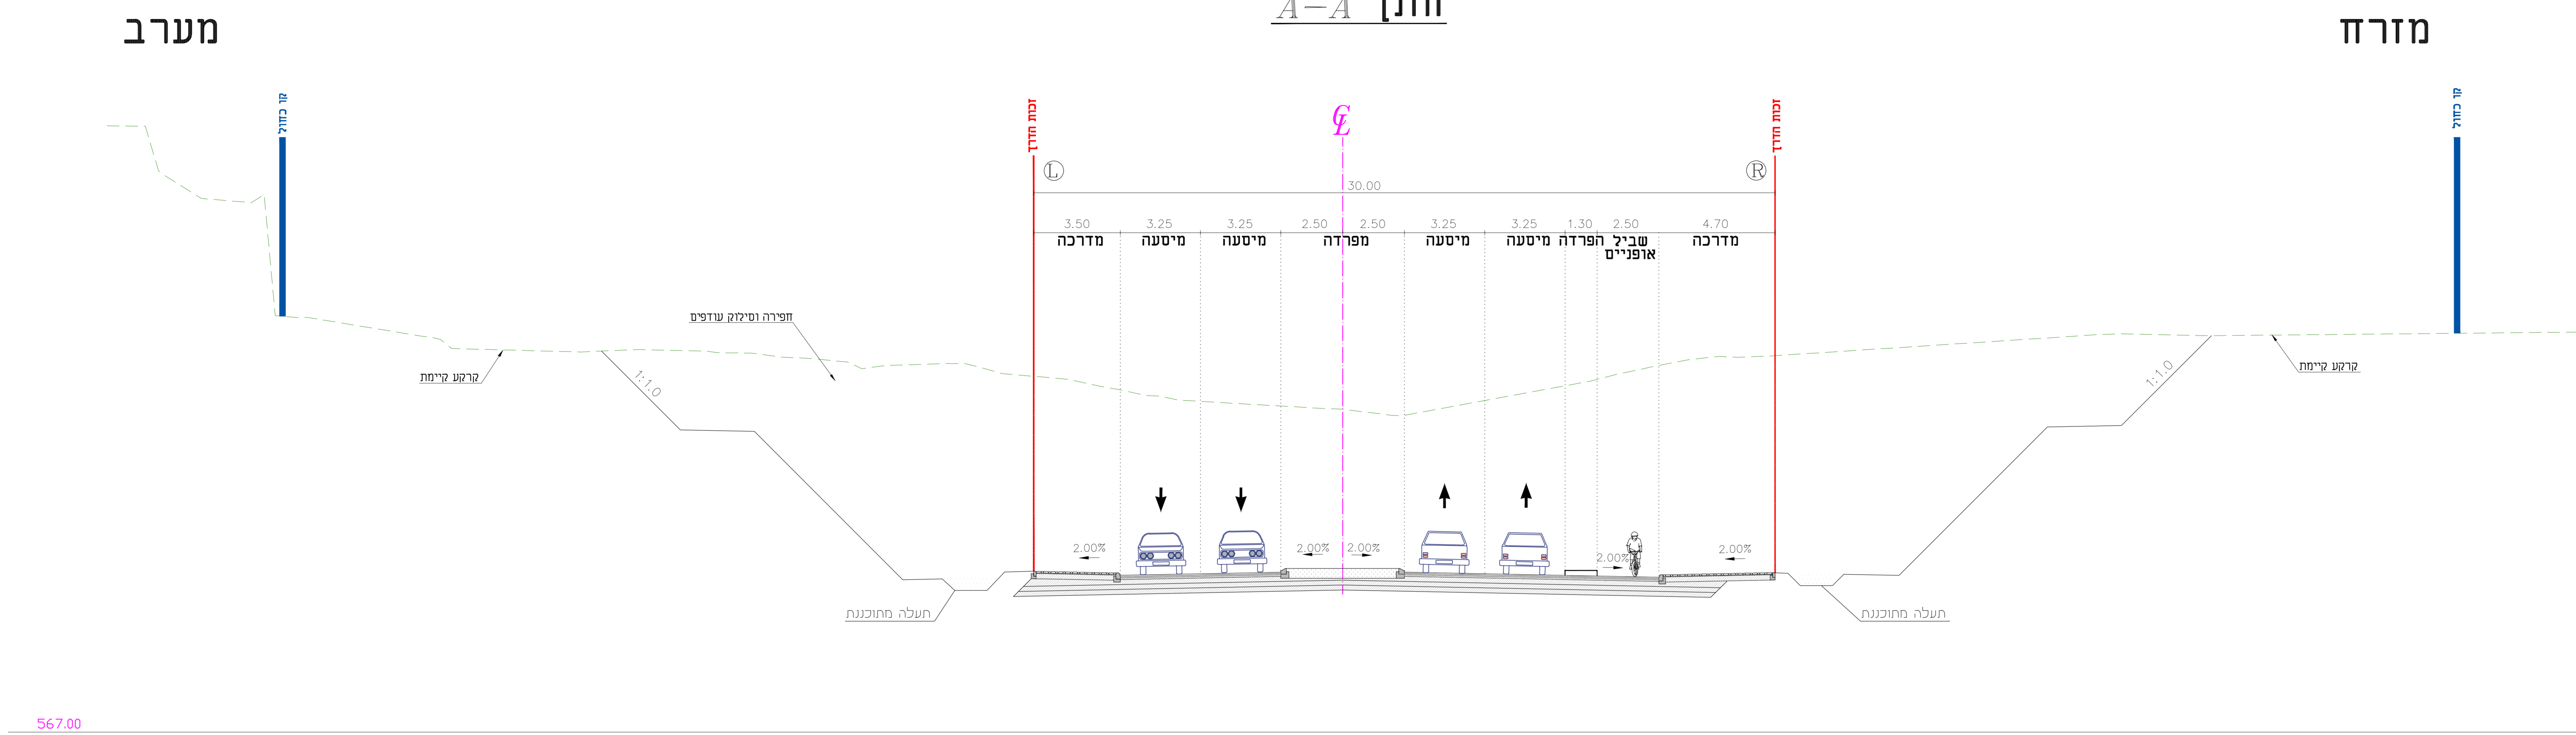 חתך A-A
מערב
מזרח
קו כחול
זכות הדרך
℄
זכות הדרך
קו כחול
L
R
30.00
3.50 3.25 3.25 2.50 2.50 3.25 3.25 1.30 2.50 4.70
מדרכה
מיסעה
מיסעה
מפרדה
מיסעה
מיסעה
הפרדה
שביל
אופניים
מדרכה
חפירה וסילוק עודפים
קרקע קיימת
קרקע קיימת
1:1.0
1:1.0
2.00%
2.00%
2.00%
2.00%
2.00%
תעלה מתוכננת
תעלה מתוכננת
567.00